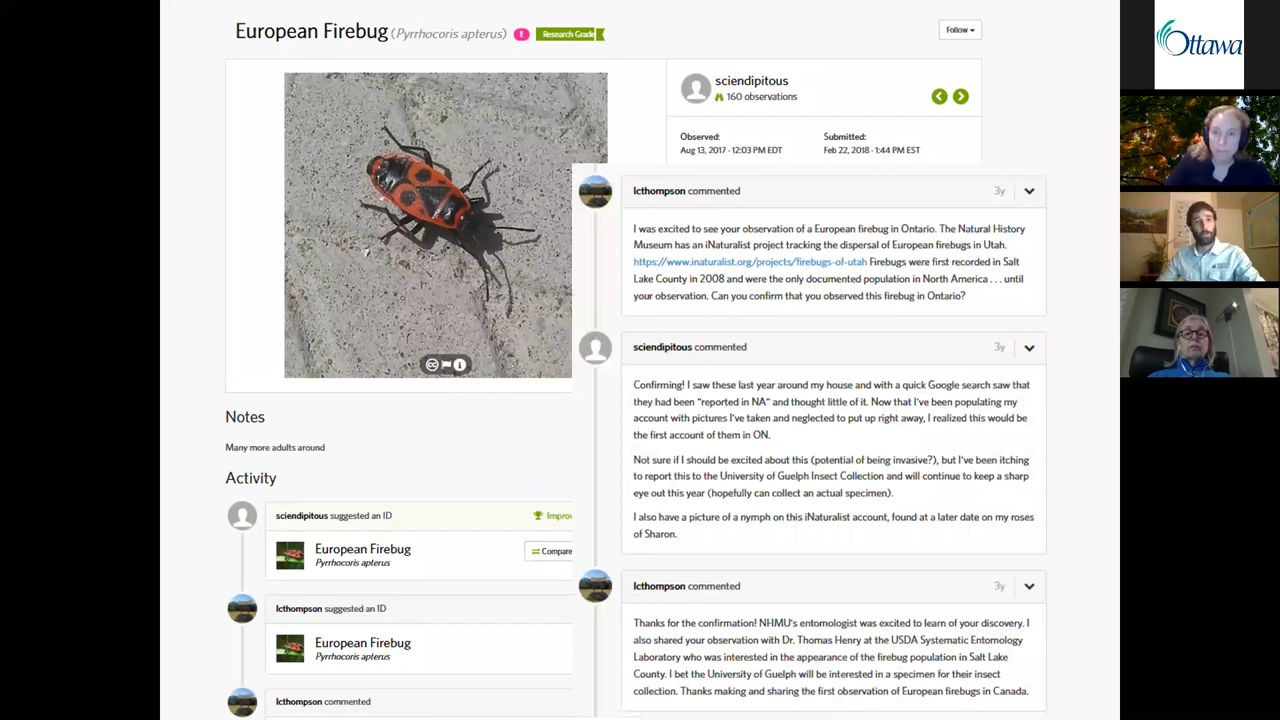 European Firebug (Pyrrhocoris apterus) ! Research Grade
Follow
sciendipitous
160 observations
Observed:
Aug 13, 2017 · 12:03 PM EDT
Submitted:
Feb 22, 2018 · 1:44 PM EST
Notes
Many more adults around
Activity
sciendipitous suggested an ID
Improv
European Firebug
Pyrrhocoris apterus
Compare
lcthompson suggested an ID
European Firebug
Pyrrhocoris apterus
lcthompson commented
lcthompson commented 3y
I was excited to see your observation of a European firebug in Ontario. The Natural History
Museum has an iNaturalist project tracking the dispersal of European firebugs in Utah.
https://www.inaturalist.org/projects/firebugs-of-utah Firebugs were first recorded in Salt
Lake County in 2008 and were the only documented population in North America . . . until
your observation. Can you confirm that you observed this firebug in Ontario?
sciendipitous commented 3y
Confirming! I saw these last year around my house and with a quick Google search saw that
they had been "reported in NA" and thought little of it. Now that I've been populating my
account with pictures I've taken and neglected to put up right away, I realized this would be
the first account of them in ON.
Not sure if I should be excited about this (potential of being invasive?), but I've been itching
to report this to the University of Guelph Insect Collection and will continue to keep a sharp
eye out this year (hopefully can collect an actual specimen).
I also have a picture of a nymph on this iNaturalist account, found at a later date on my roses
of Sharon.
lcthompson commented 3y
Thanks for the confirmation! NHMU's entomologist was excited to learn of your discovery. I
also shared your observation with Dr. Thomas Henry at the USDA Systematic Entomology
Laboratory who was interested in the appearance of the firebug population in Salt Lake
County. I bet the University of Guelph will be interested in a specimen for their insect
collection. Thanks making and sharing the first observation of European firebugs in Canada.
Ottawa